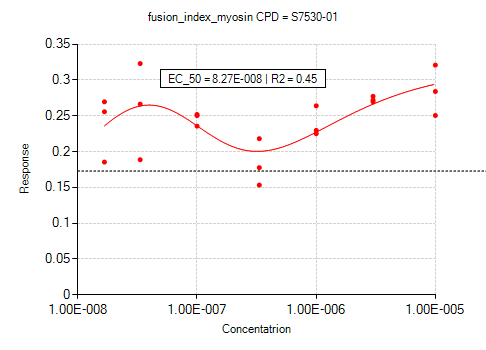 fusion_index_myosin CPD = S7530-01
0.35
0.3
EC_50 = 8.27E-008 | R2 = 0.45
0.25
0.2
Response
0.15
0.1
0.05
0
1.00E-008 1.00E-007 1.00E-006 1.00E-005
Concentatrion